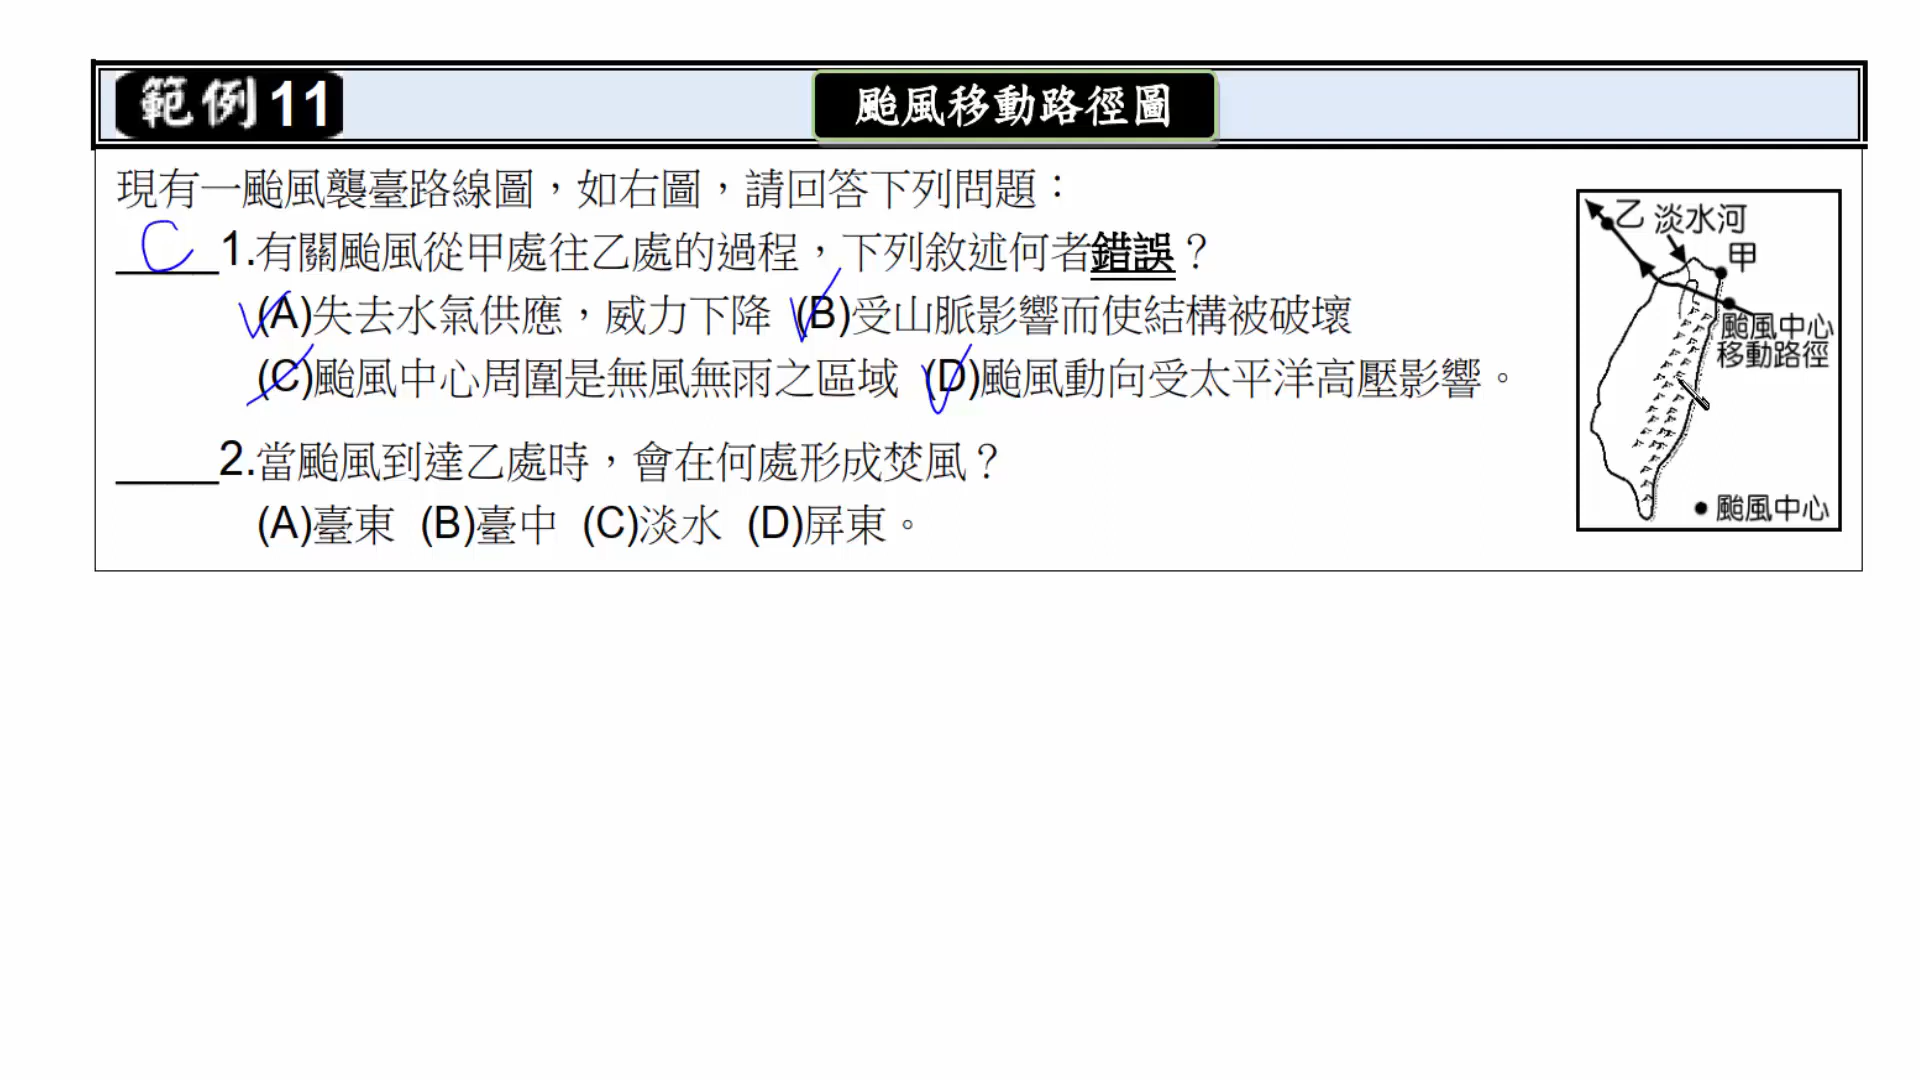 範例11
颱風移動路徑圖
現有一颱風襲臺路線圖，如右圖，請回答下列問題：
C 1.有關颱風從甲處往乙處的過程，下列敘述何者錯誤？
(A)失去水氣供應，威力下降 (B)受山脈影響而使結構被破壞
(C)颱風中心周圍是無風無雨之區域 (D)颱風動向受太平洋高壓影響。
____2.當颱風到達乙處時，會在何處形成焚風？
(A)臺東 (B)臺中 (C)淡水 (D)屏東。
乙 淡水河
甲
颱風中心
移動路徑
●颱風中心